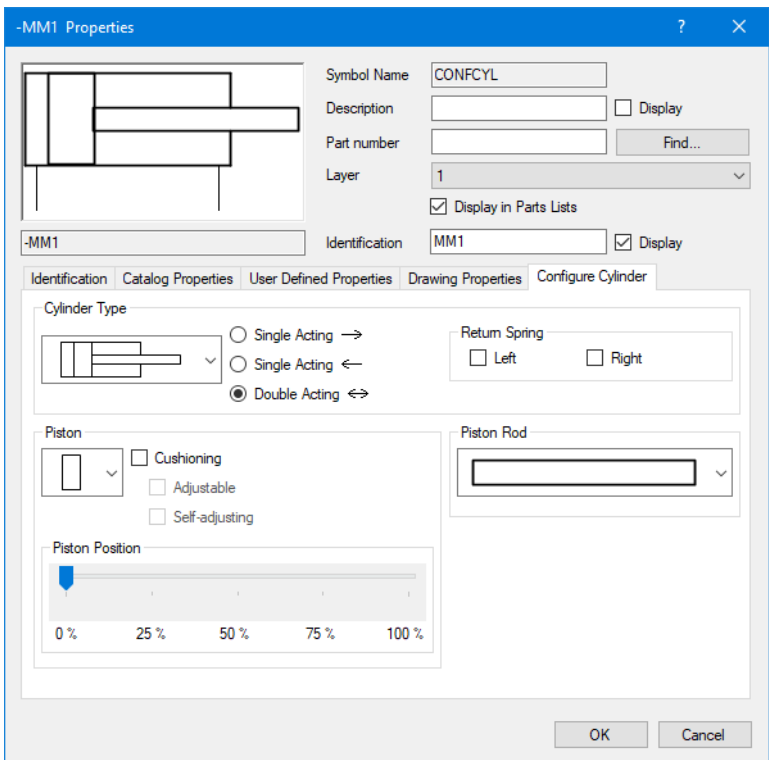 -MM1 Properties ? ✕
Symbol Name CONFCYL
Description Display
Part number Find...
Layer 1
Display in Parts Lists
-MM1 Identification MM1 Display
Identification Catalog Properties User Defined Properties Drawing Properties Configure Cylinder
Cylinder Type
Single Acting →
Single Acting ←
Double Acting ↔
Return Spring
Left Right
Piston
Cushioning
Adjustable
Self-adjusting
Piston Rod
Piston Position
0 % 25 % 50 % 75 % 100 %
OK Cancel